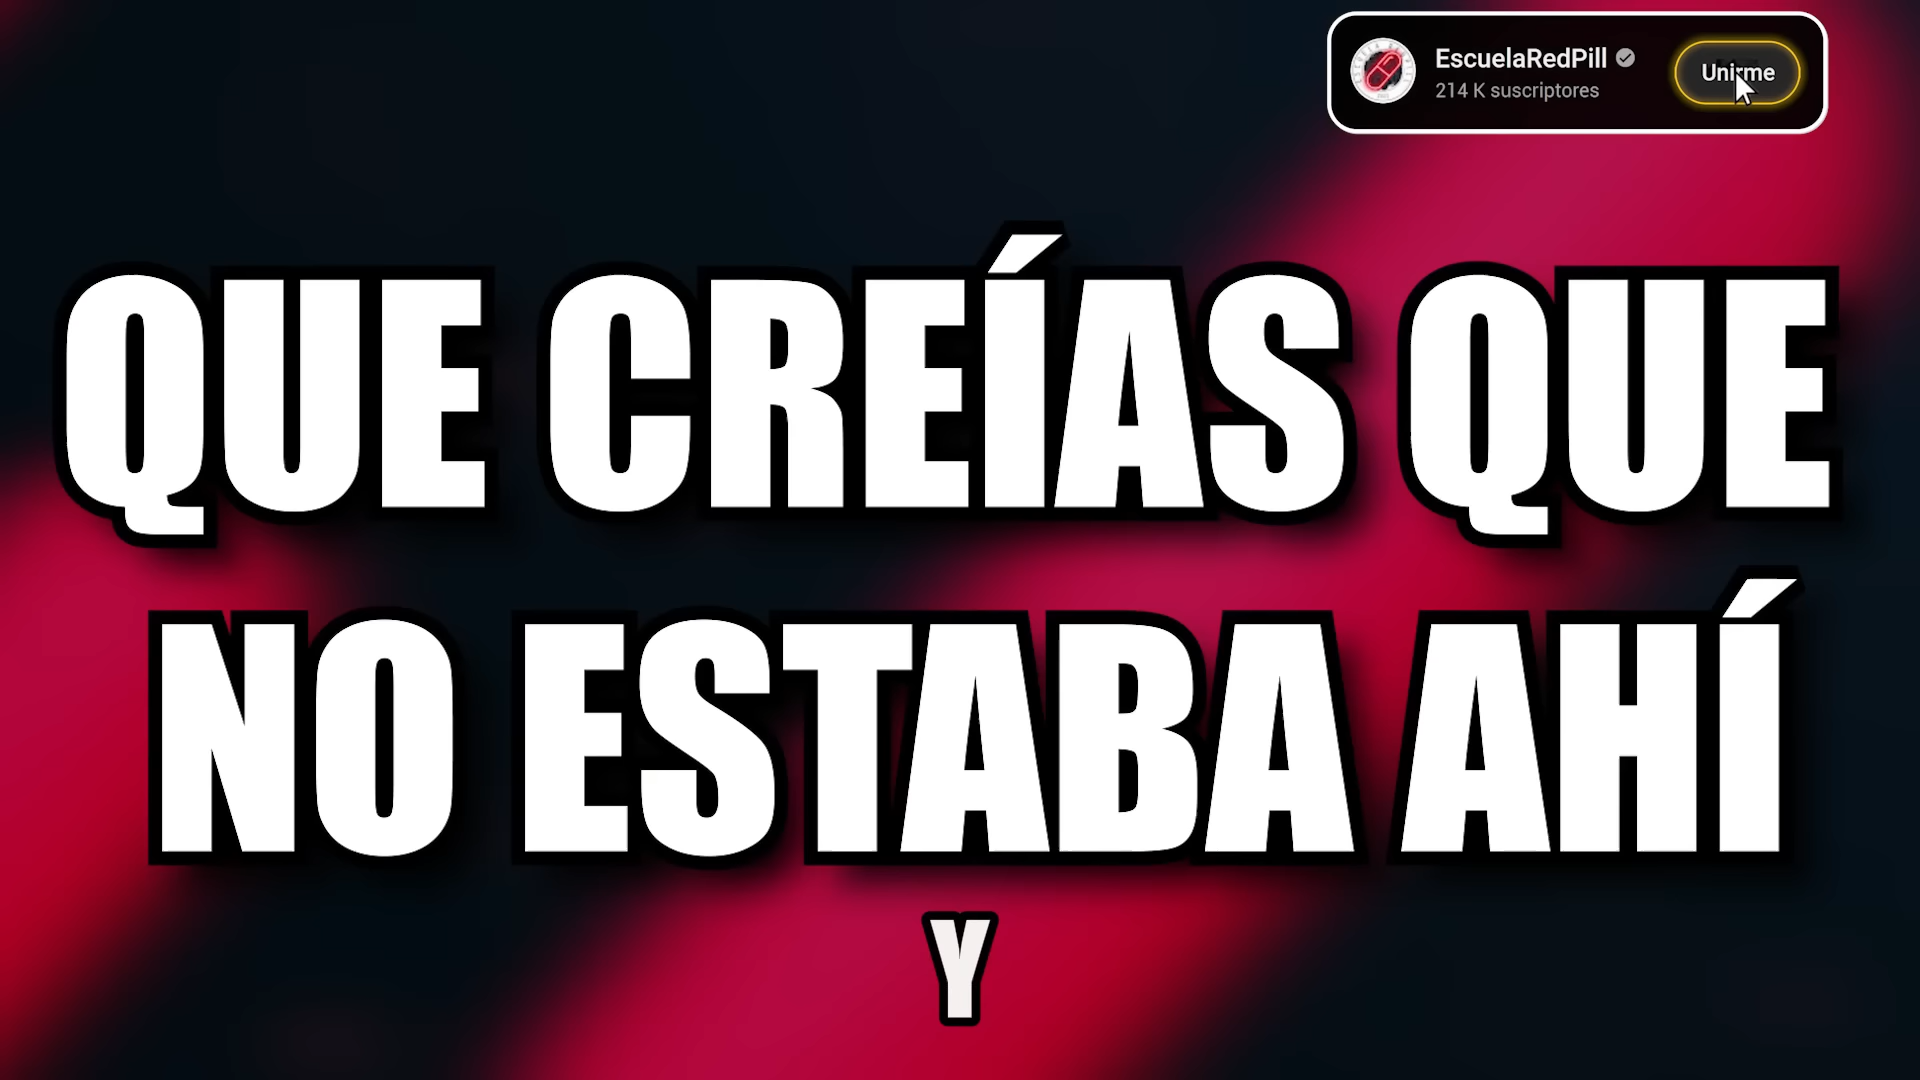 EscuelaRedPill
214 K suscriptores
Unirme
QUE CREÍAS QUE
NO ESTABA AHÍ
Y